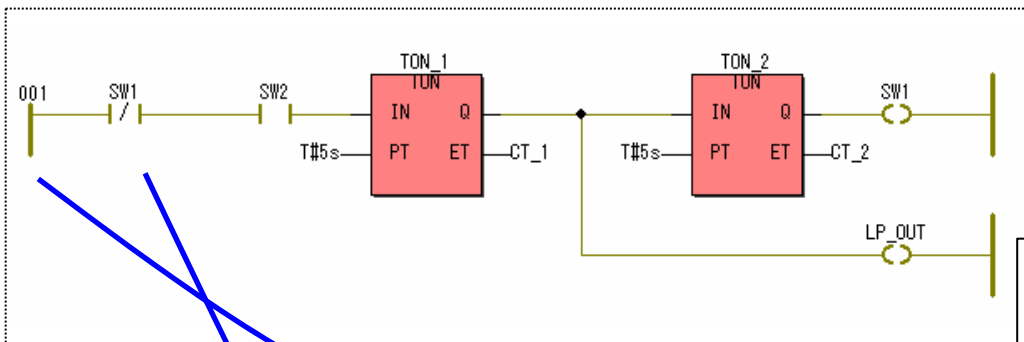 TON_1 TON_2
001 SW1 SW2 TON TON SW1
IN Q IN Q
T#5s PT ET CT_1 T#5s PT ET CT_2
LP_OUT